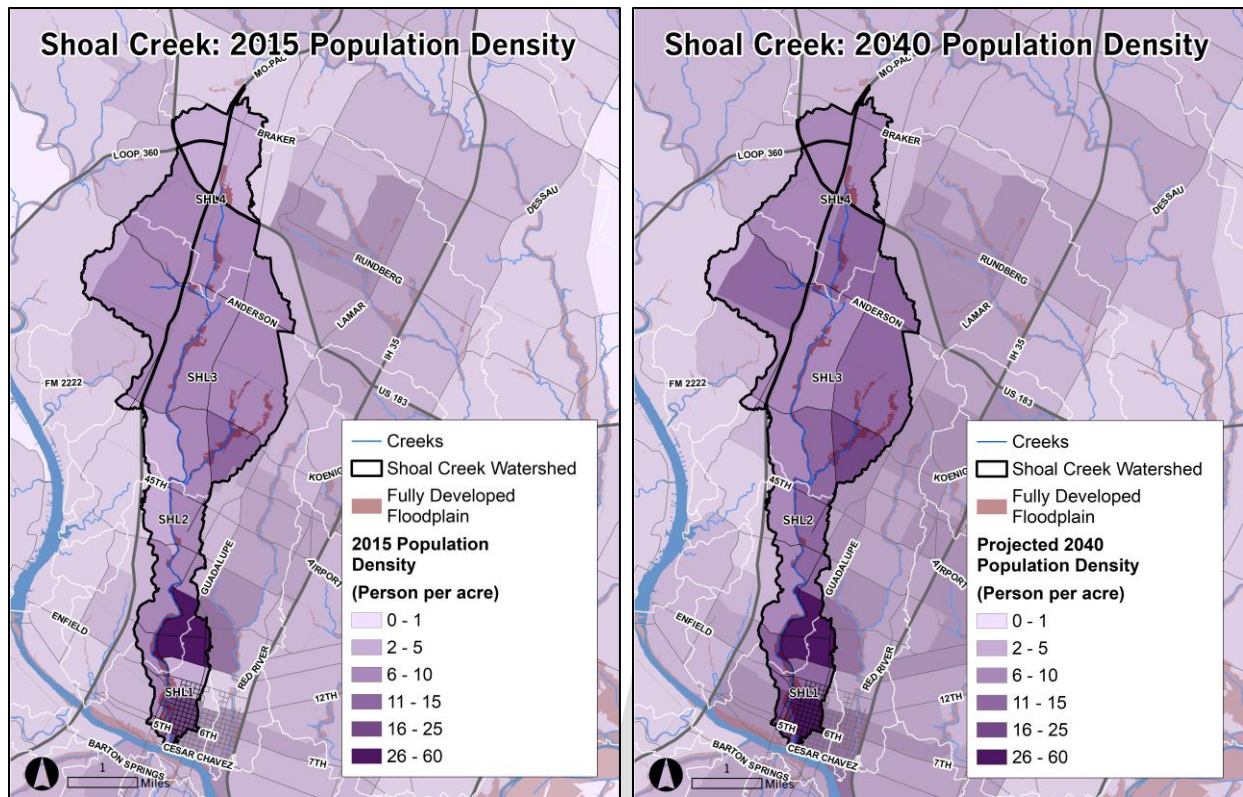 Shoal Creek: 2015 Population Density
MO-PAC
BRAKER
LOOP 360
SHL4
DESSAU
RUNDBERG
ANDERSON
LAMAR
IH 35
SHL3
FM 2222
US 183
45TH
KOENIG
SHL2
GUADALUPE
AIRPORT
ENFIELD
RED RIVER
SHL1
12TH
5TH
6TH
CESAR CHAVEZ
7TH
BARTON SPRINGS
1
Miles
Creeks
Shoal Creek Watershed
Fully Developed
Floodplain
2015 Population
Density
(Person per acre)
0 - 1
2 - 5
6 - 10
11 - 15
16 - 25
26 - 60
Shoal Creek: 2040 Population Density
MO-PAC
BRAKER
LOOP 360
SHL4
DESSAU
RUNDBERG
ANDERSON
LAMAR
IH 35
SHL3
FM 2222
US 183
45TH
KOENIG
SHL2
GUADALUPE
AIRPORT
ENFIELD
RED RIVER
SHL1
12TH
5TH
6TH
CESAR CHAVEZ
7TH
BARTON SPRINGS
1
Miles
Creeks
Shoal Creek Watershed
Fully Developed
Floodplain
Projected 2040
Population Density
(Person per acre)
0 - 1
2 - 5
6 - 10
11 - 15
16 - 25
26 - 60